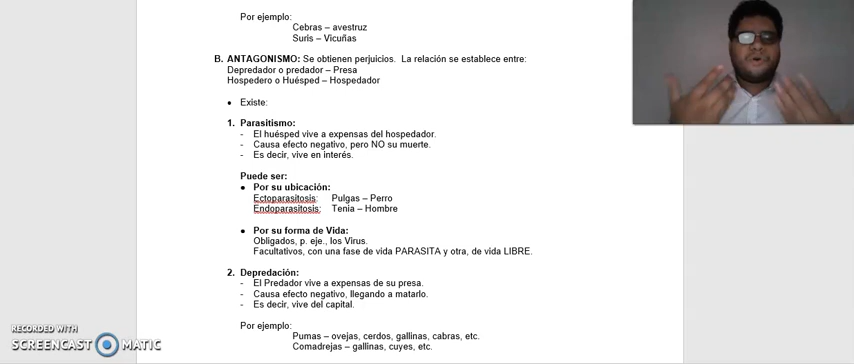 Por ejemplo:
Cebras – avestruz
Suris – Vicuñas
B. ANTAGONISMO: Se obtienen perjuicios. La relación se establece entre:
Depredador o predador – Presa
Hospedero o Huésped – Hospedador
• Existe:
1. Parasitismo:
- El huésped vive a expensas del hospedador.
- Causa efecto negativo, pero NO su muerte.
- Es decir, vive en interés.
Puede ser:
• Por su ubicación:
Ectoparasitosis: Pulgas – Perro
Endoparasitosis: Tenia – Hombre
• Por su forma de Vida:
Obligados, p. eje., los Virus.
Facultativos, con una fase de vida PARASITA y otra, de vida LIBRE.
2. Depredación:
- El Predador vive a expensas de su presa.
- Causa efecto negativo, llegando a matarlo.
- Es decir, vive del capital.
Por ejemplo:
Pumas – ovejas, cerdos, gallinas, cabras, etc.
Comadrejas – gallinas, cuyes, etc.
RECORDED WITH
SCREENCAST MATIC